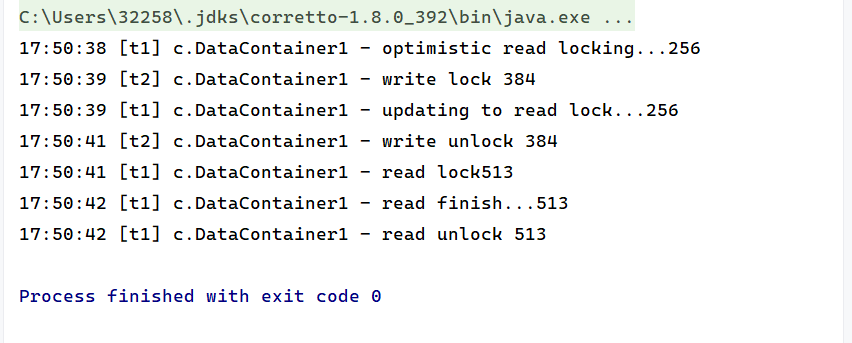 C:\Users\32258\.jdks\corretto-1.8.0_392\bin\java.exe ...
17:50:38 [t1] c.DataContainer1 - optimistic read locking...256
17:50:39 [t2] c.DataContainer1 - write lock 384
17:50:39 [t1] c.DataContainer1 - updating to read lock...256
17:50:41 [t2] c.DataContainer1 - write unlock 384
17:50:41 [t1] c.DataContainer1 - read lock513
17:50:42 [t1] c.DataContainer1 - read finish...513
17:50:42 [t1] c.DataContainer1 - read unlock 513
Process finished with exit code 0